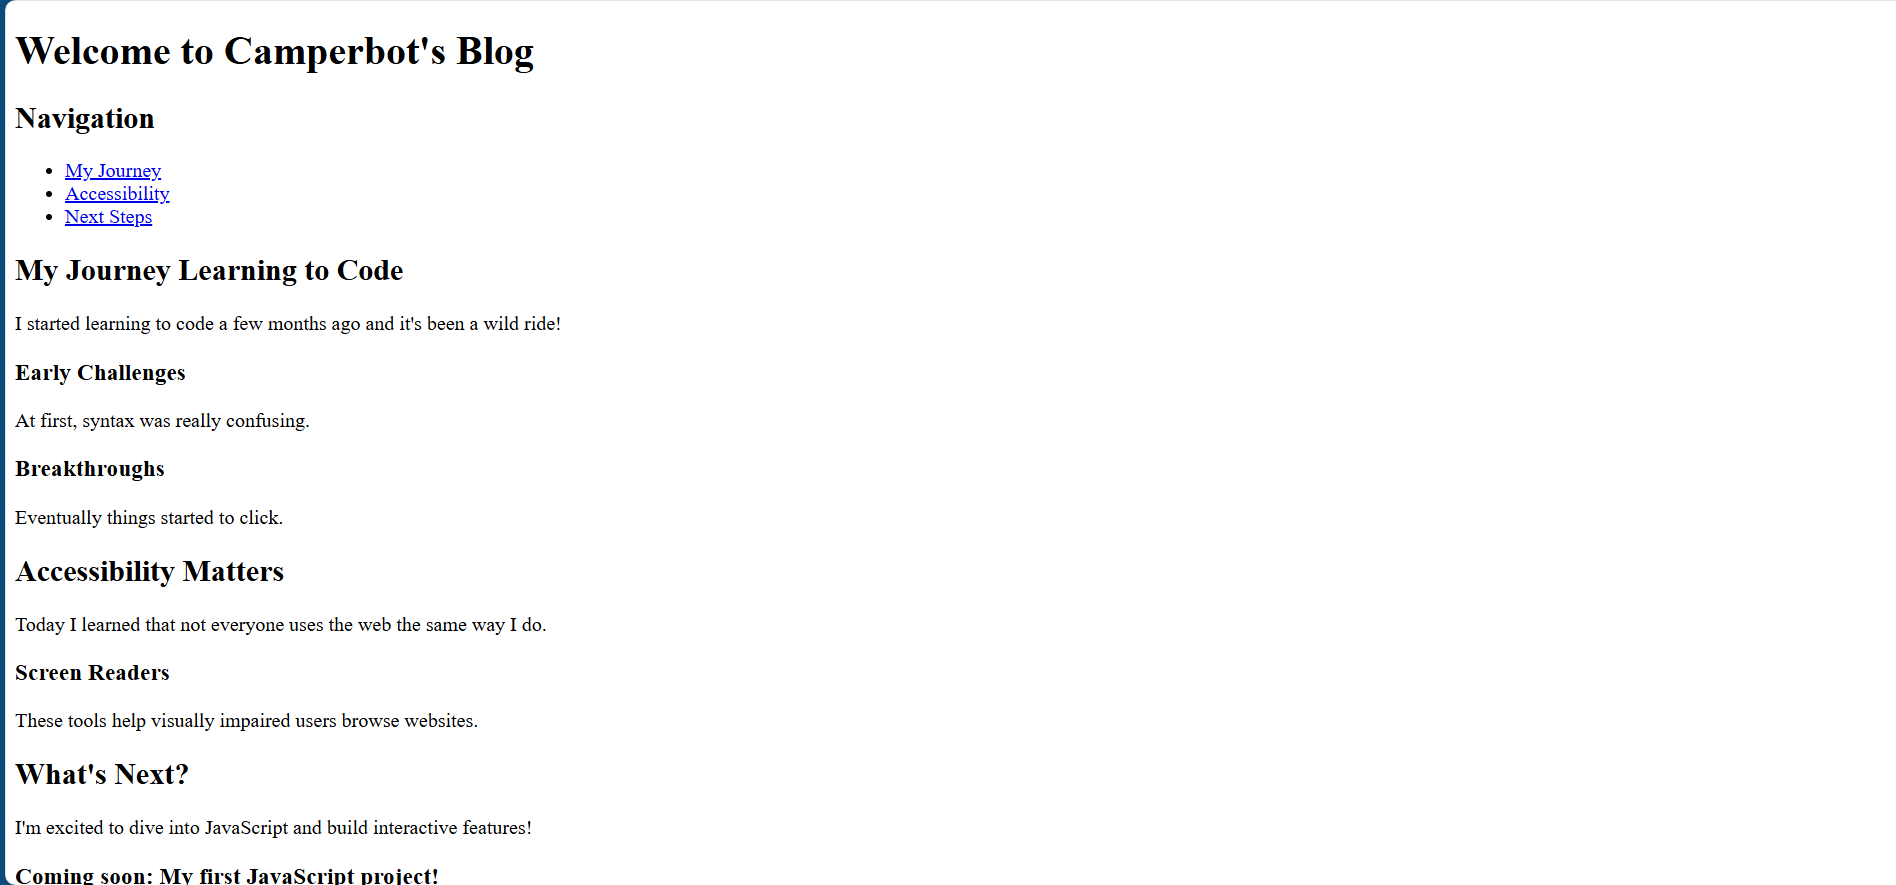 Welcome to Camperbot's Blog
Navigation
My Journey
Accessibility
Next Steps
My Journey Learning to Code
I started learning to code a few months ago and it's been a wild ride!
Early Challenges
At first, syntax was really confusing.
Breakthroughs
Eventually things started to click.
Accessibility Matters
Today I learned that not everyone uses the web the same way I do.
Screen Readers
These tools help visually impaired users browse websites.
What's Next?
I'm excited to dive into JavaScript and build interactive features!
Coming soon: My first JavaScript project!